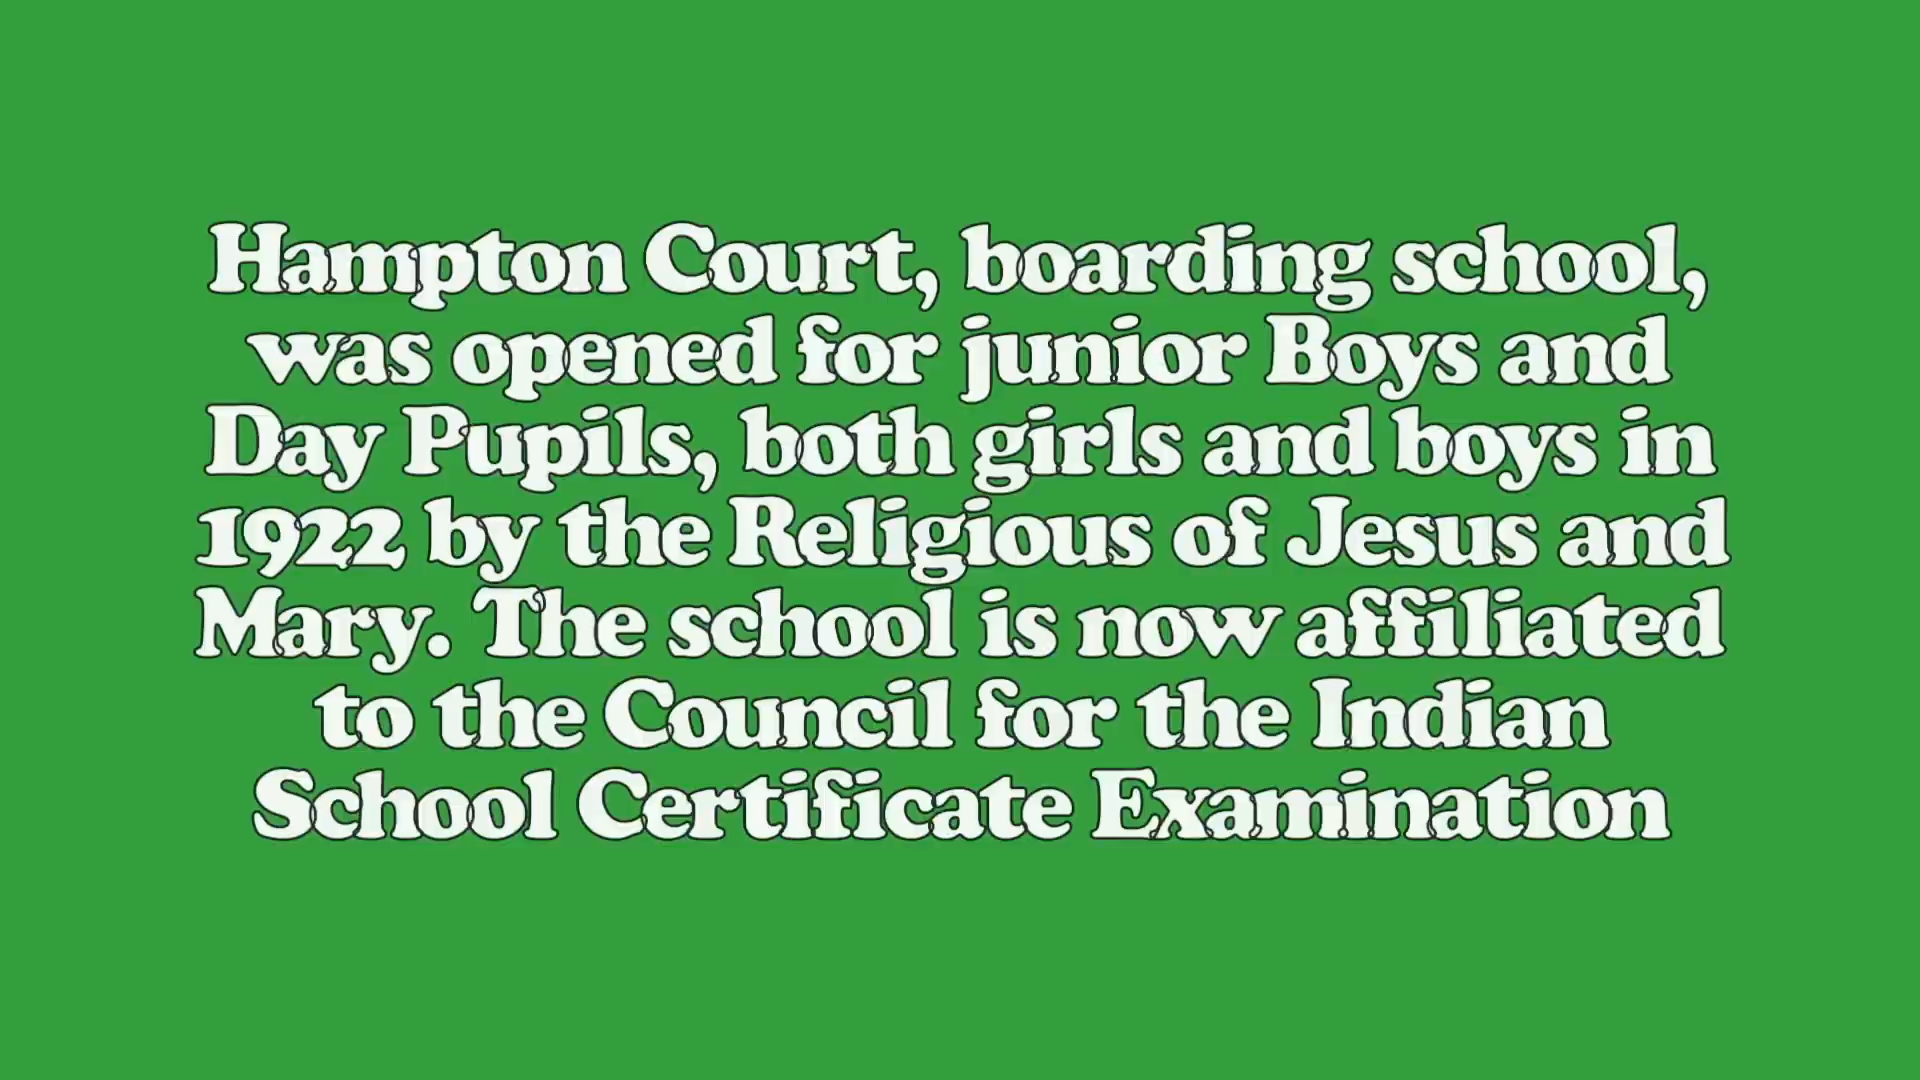 Hampton Court, boarding school,
was opened for junior Boys and
Day Pupils, both girls and boys in
1922 by the Religious of Jesus and
Mary. The school is now affiliated
to the Council for the Indian
School Certificate Examination